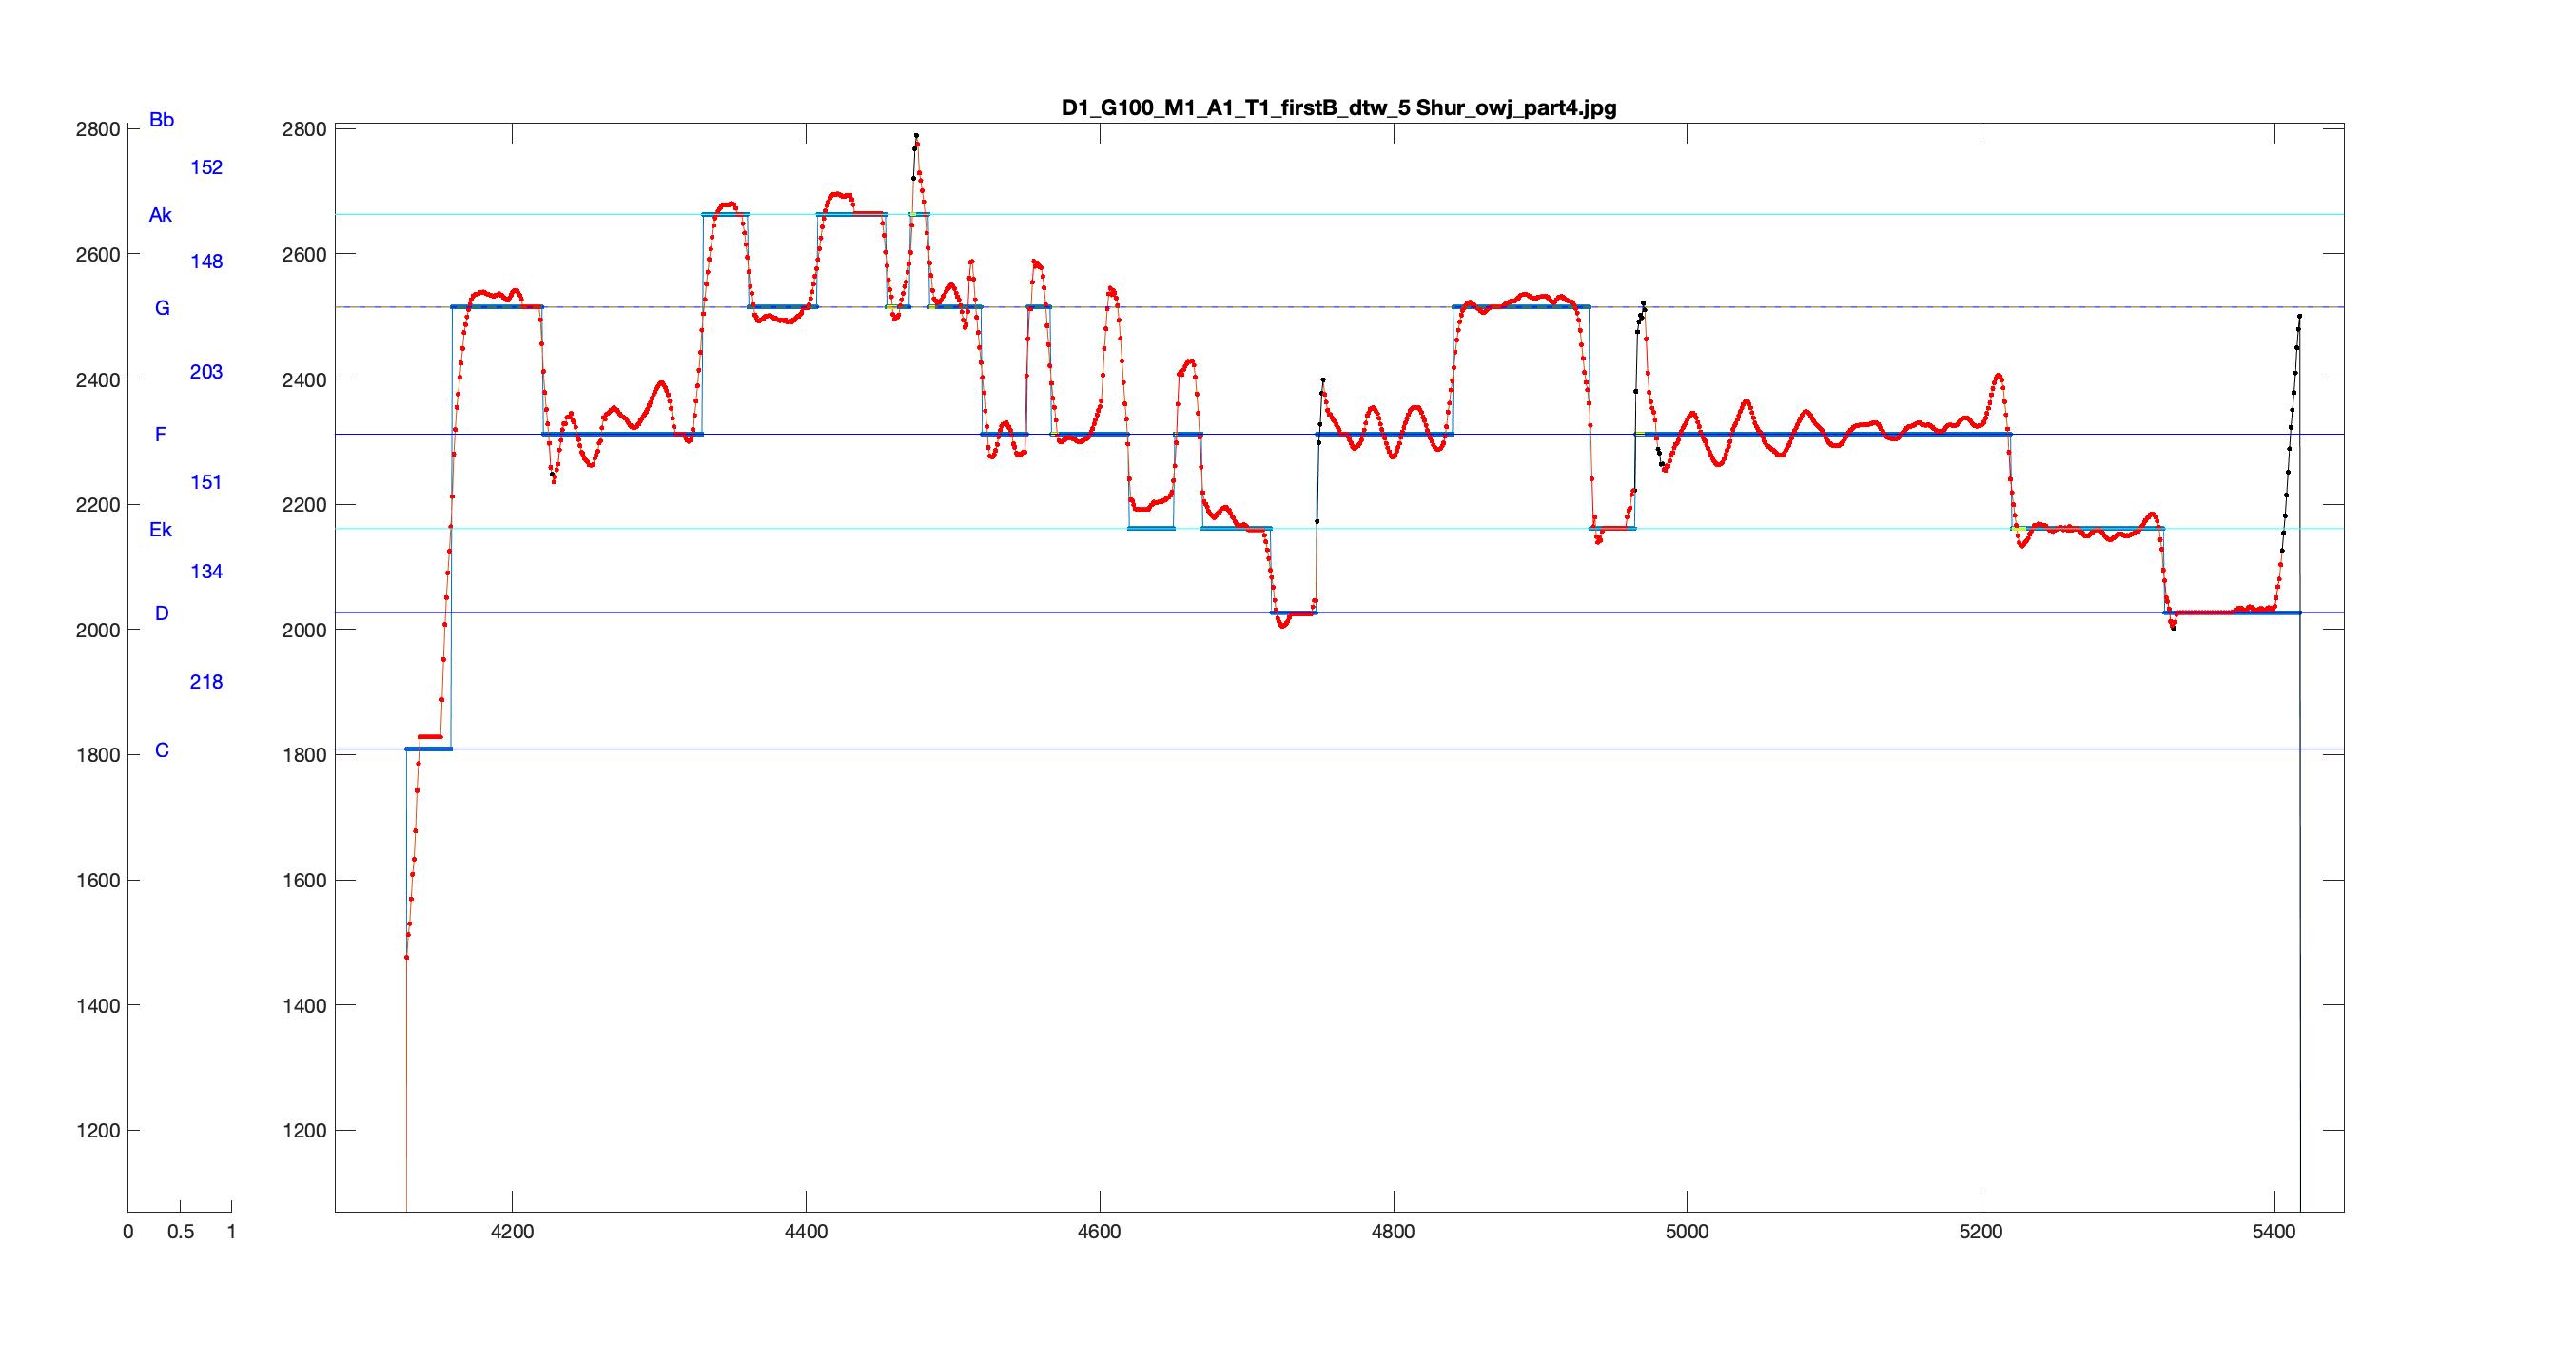 D1_G100_M1_A1_T1_firstB_dtw_5 Shur_owj_part4.jpg
2800 Bb 2800
152
Ak
2600 148 2600
G
203
2400 2400
F
151
2200 2200
Ek
134
D
2000 2000
218
1800 C 1800
1600 1600
1400 1400
1200 1200
0 0.5 1 4200 4400 4600 4800 5000 5200 5400